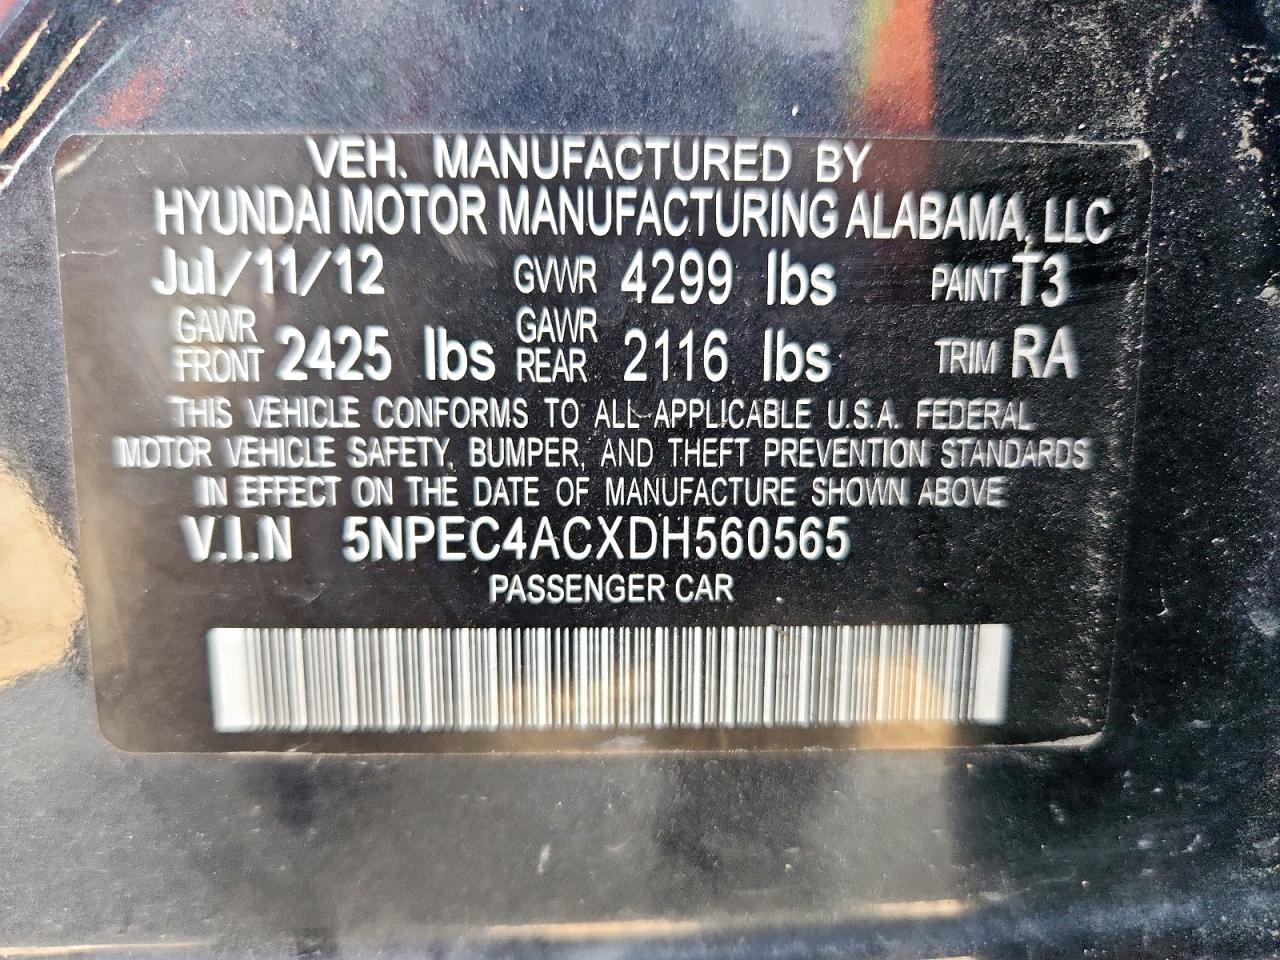 VEH. MANUFACTURED BY
HYUNDAI MOTOR MANUFACTURING ALABAMA, LLC
Jul/11/12 GVWR 4299 lbs PAINT T3
GAWR FRONT 2425 lbs GAWR REAR 2116 lbs TRIM RA
THIS VEHICLE CONFORMS TO ALL APPLICABLE U.S.A. FEDERAL
MOTOR VEHICLE SAFETY, BUMPER, AND THEFT PREVENTION STANDARDS
IN EFFECT ON THE DATE OF MANUFACTURE SHOWN ABOVE
V.I.N 5NPEC4ACXDH560565
PASSENGER CAR